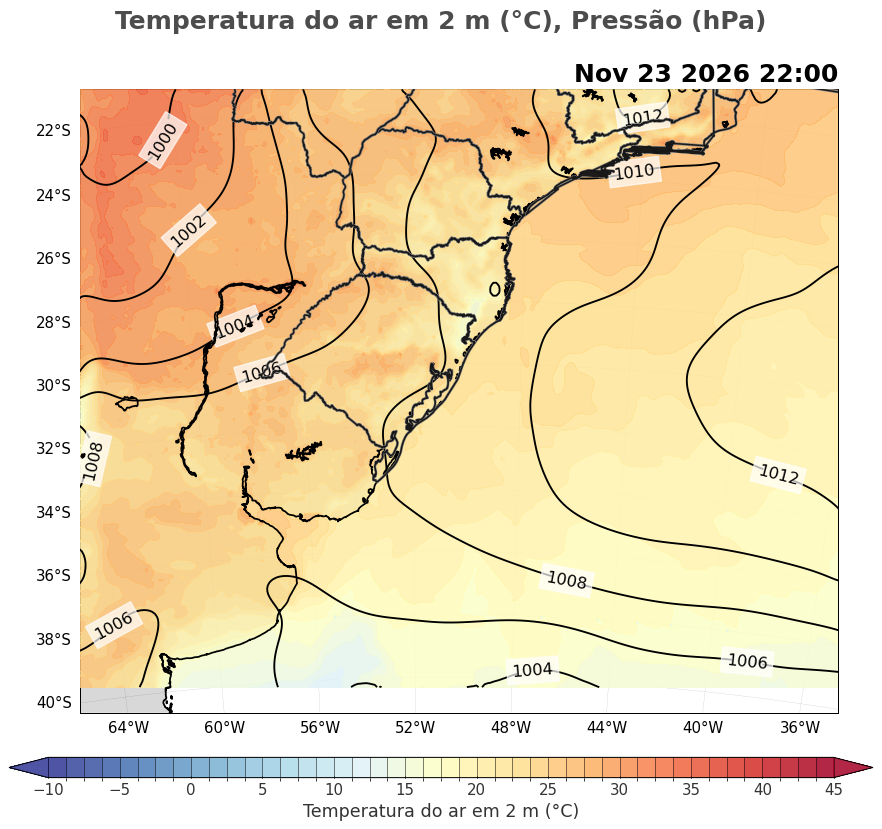 Temperatura do ar em 2 m (°C), Pressão (hPa)
Nov 23 2026 22:00
22°S
24°S
26°S
28°S
30°S
32°S
34°S
36°S
38°S
40°S
1000
1012
1010
1002
1004
1006
1008
1012
1008
1006
1006
1004
64°W
60°W
56°W
52°W
48°W
44°W
40°W
36°W
−10
−5
0
5
10
15
20
25
30
35
40
45
Temperatura do ar em 2 m (°C)